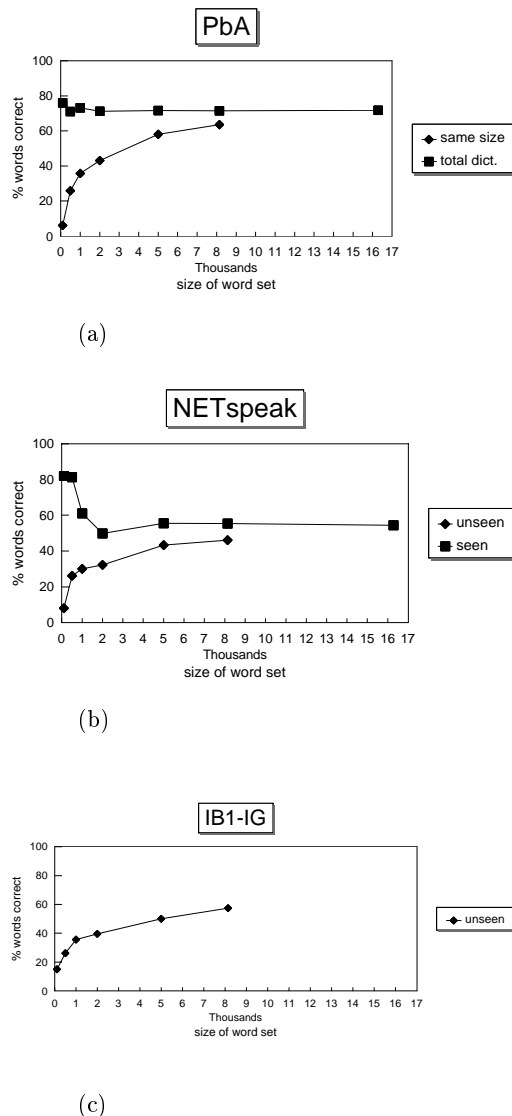 PbA
100
80
60
40
20
0
% words correct
0 1 2 3 4 5 6 7 8 9 10 11 12 13 14 15 16 17
Thousands
size of word set
same size
total dict.
(a)
NETspeak
100
80
60
40
20
0
% words correct
0 1 2 3 4 5 6 7 8 9 10 11 12 13 14 15 16 17
Thousands
size of word set
unseen
seen
(b)
IB1-IG
100
80
60
40
20
0
% words correct
0 1 2 3 4 5 6 7 8 9 10 11 12 13 14 15 16 17
Thousands
size of word set
unseen
(c)